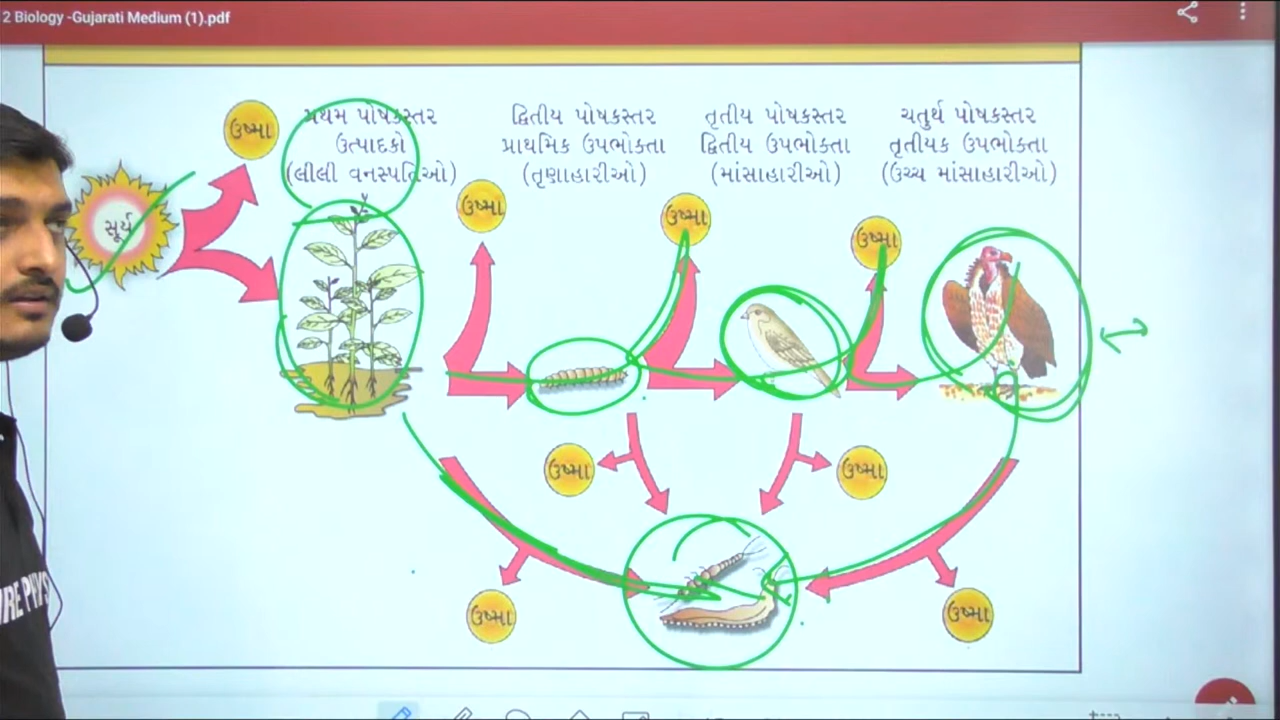 2 Biology -Gujarati Medium (1).pdf
પ્રથમ પોષકસ્તર
ઉત્પાદકો
(લીલી વનસ્પતિઓ)
દ્વિતીય પોષકસ્તર
પ્રાથમિક ઉપભોક્તા
(તૃણાહારીઓ)
તૃતીય પોષકસ્તર
દ્વિતીય ઉપભોક્તા
(માંસાહારીઓ)
ચતુર્થ પોષકસ્તર
તૃતીયક ઉપભોક્તા
(ઉચ્ચ માંસાહારીઓ)
ઉષ્મા
સૂર્ય
ઉષ્મા
ઉષ્મા
ઉષ્મા
ઉષ્મા
ઉષ્મા
ઉષ્મા
ઉષ્મા